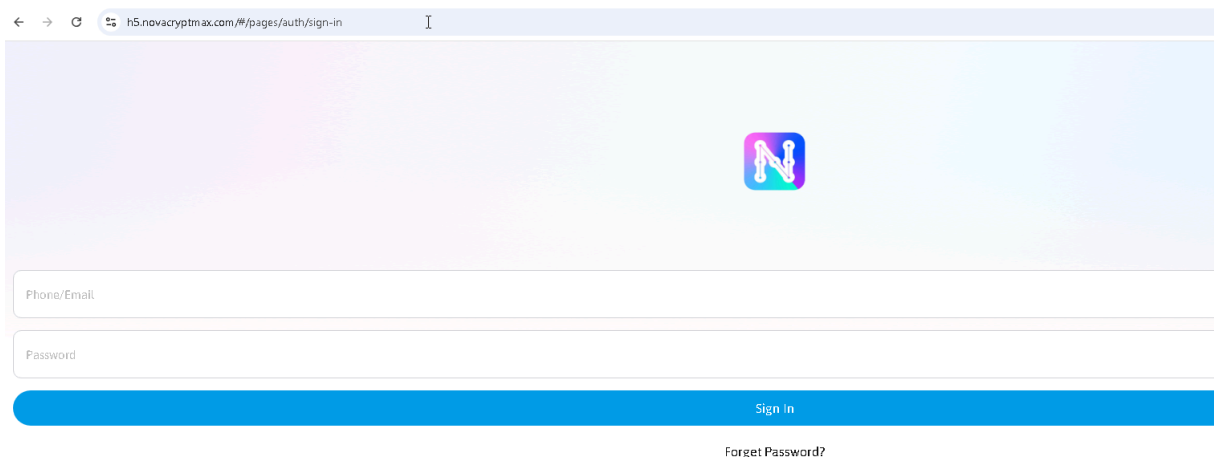 h5.novacryptmax.com/#/pages/auth/sign-in
N
Phone/Email
Password
Sign In
Forget Password?